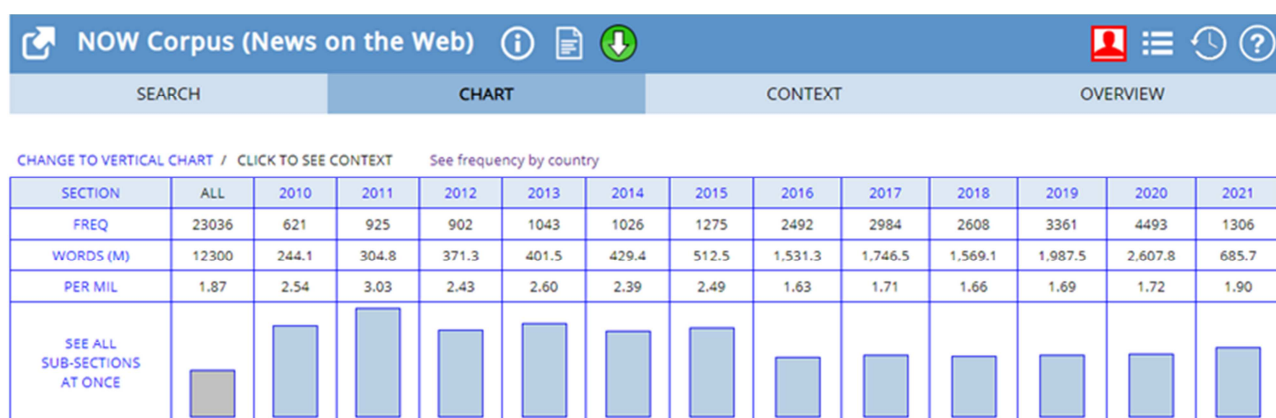 NOW Corpus (News on the Web)
SEARCH CHART CONTEXT OVERVIEW
CHANGE TO VERTICAL CHART / CLICK TO SEE CONTEXT See frequency by country
SECTION ALL 2010 2011 2012 2013 2014 2015 2016 2017 2018 2019 2020 2021
FREQ 23036 621 925 902 1043 1026 1275 2492 2984 2608 3361 4493 1306
WORDS (M) 12300 244.1 304.8 371.3 401.5 429.4 512.5 1,531.3 1,746.5 1,569.1 1,987.5 2,607.8 685.7
PER MIL 1.87 2.54 3.03 2.43 2.60 2.39 2.49 1.63 1.71 1.66 1.69 1.72 1.90
SEE ALL
SUB-SECTIONS
AT ONCE